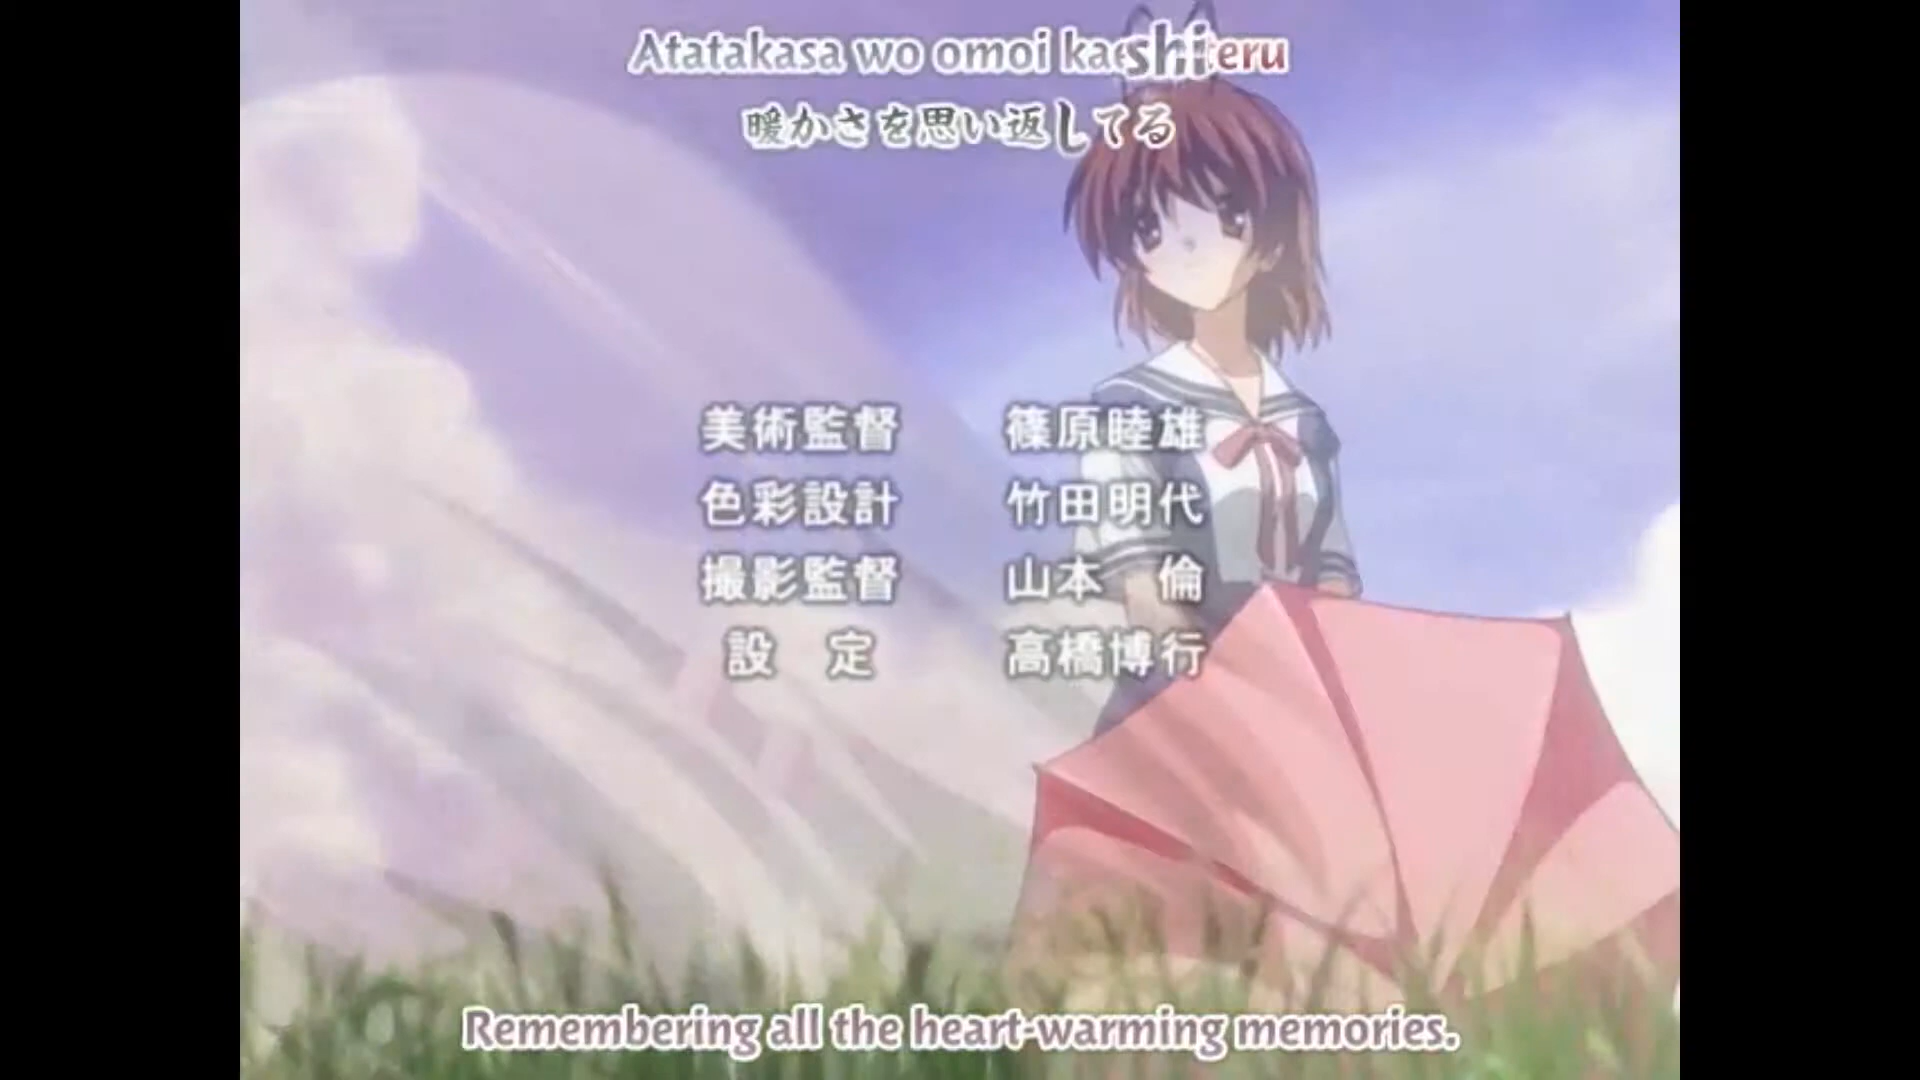 Atatakasa wo omoi kaeshiteru
暖かさを思い返してる
美術監督 篠原睦雄
色彩設計 竹田明代
撮影監督 山本 倫
設 定 高橋博行
Remembering all the heart-warming memories.